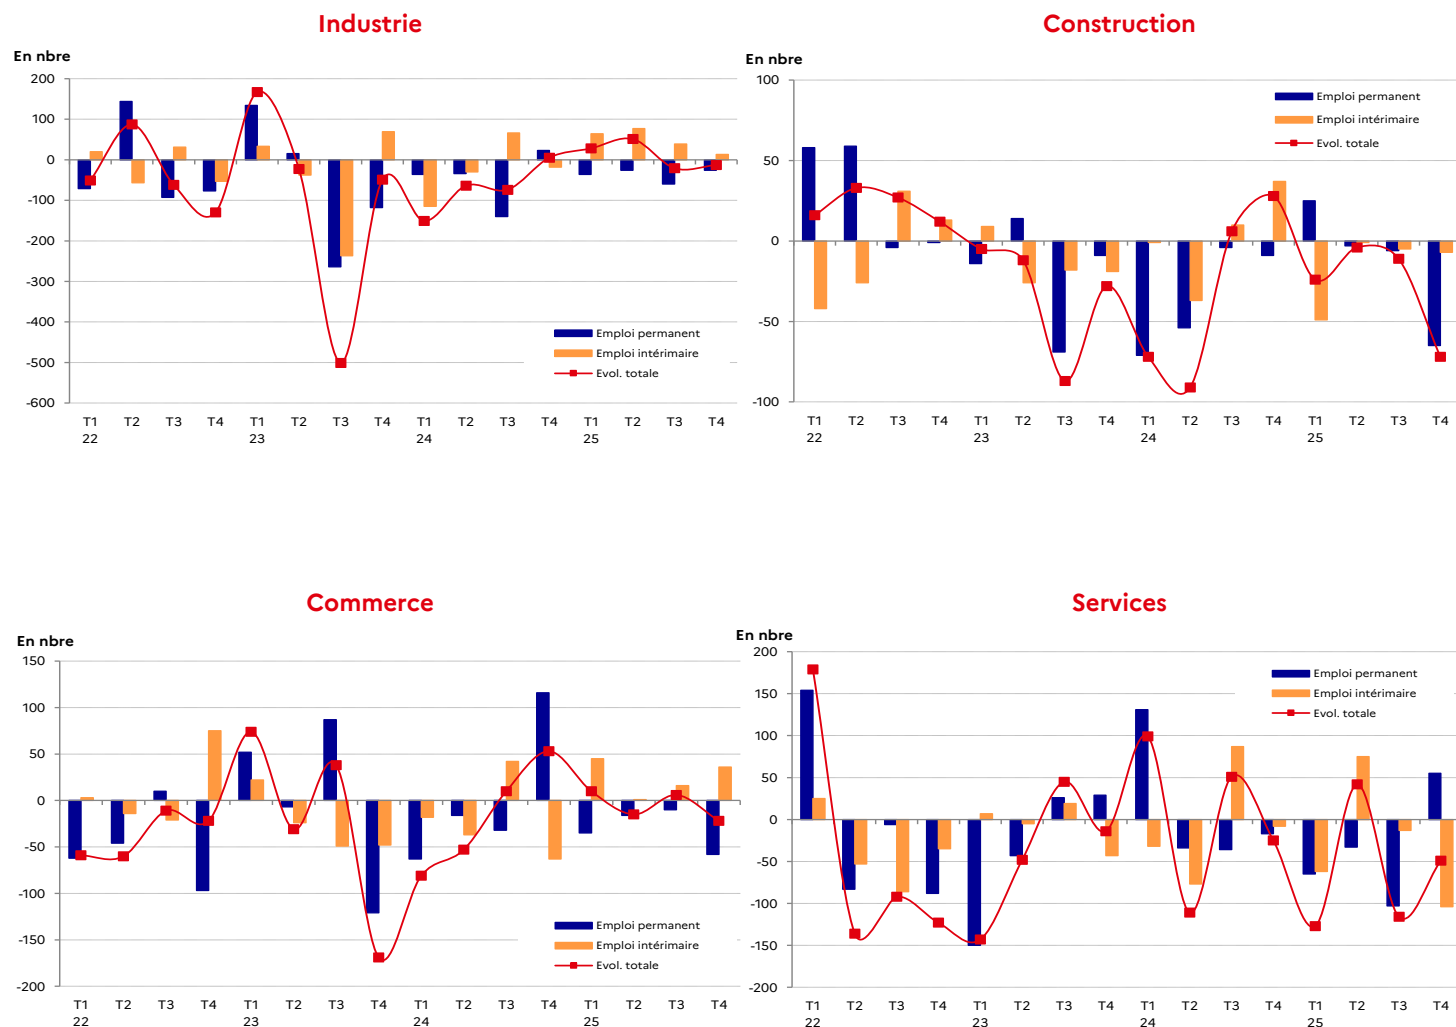 Industrie
En nbre
200
100
0
-100
-200
-300
-400
-500
-600
Emploi permanent
Emploi intérimaire
Evol. totale
T1 T2 T3 T4 T1 T2 T3 T4 T1 T2 T3 T4 T1 T2 T3 T4
22 23 24 25
Construction
En nbre
100
50
0
-50
-100
Emploi permanent
Emploi intérimaire
Evol. totale
T1 T2 T3 T4 T1 T2 T3 T4 T1 T2 T3 T4 T1 T2 T3 T4
22 23 24 25
Commerce
En nbre
150
100
50
0
-50
-100
-150
-200
Emploi permanent
Emploi intérimaire
Evol. totale
T1 T2 T3 T4 T1 T2 T3 T4 T1 T2 T3 T4 T1 T2 T3 T4
22 23 24 25
Services
En nbre
200
150
100
50
0
-50
-100
-150
-200
Emploi permanent
Emploi intérimaire
Evol. totale
T1 T2 T3 T4 T1 T2 T3 T4 T1 T2 T3 T4 T1 T2 T3 T4
22 23 24 25